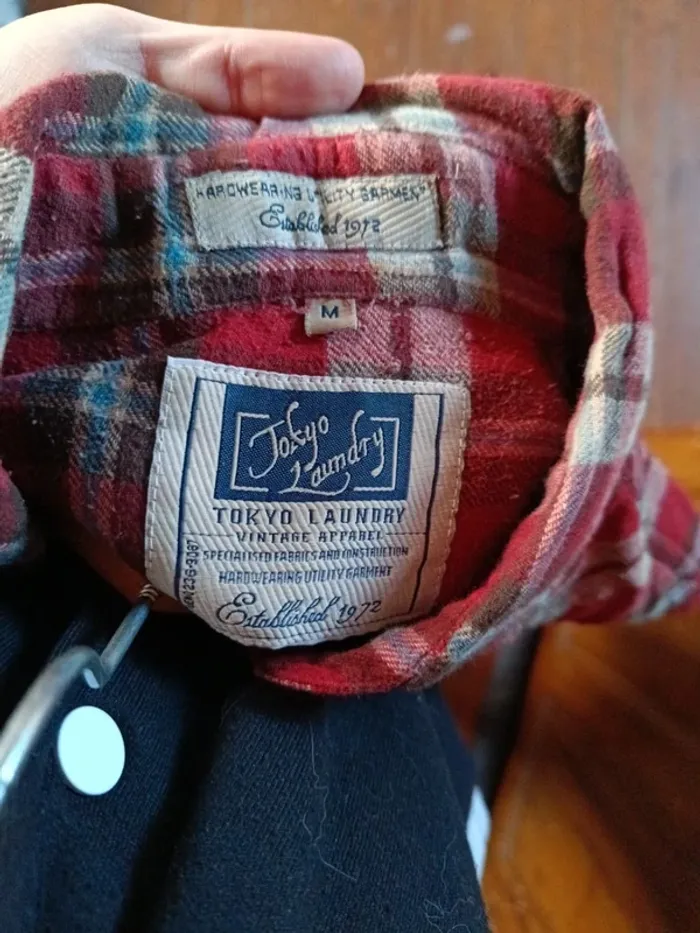 HARDWEARING UTILITY GARMENT
Established 1972
M
Tokyo
Laundry
TOKYO LAUNDRY
VINTAGE APPAREL
SPECIALISED FABRICS AND CONSTRUCTION
HARDWEARING UTILITY GARMENT
Established 1972